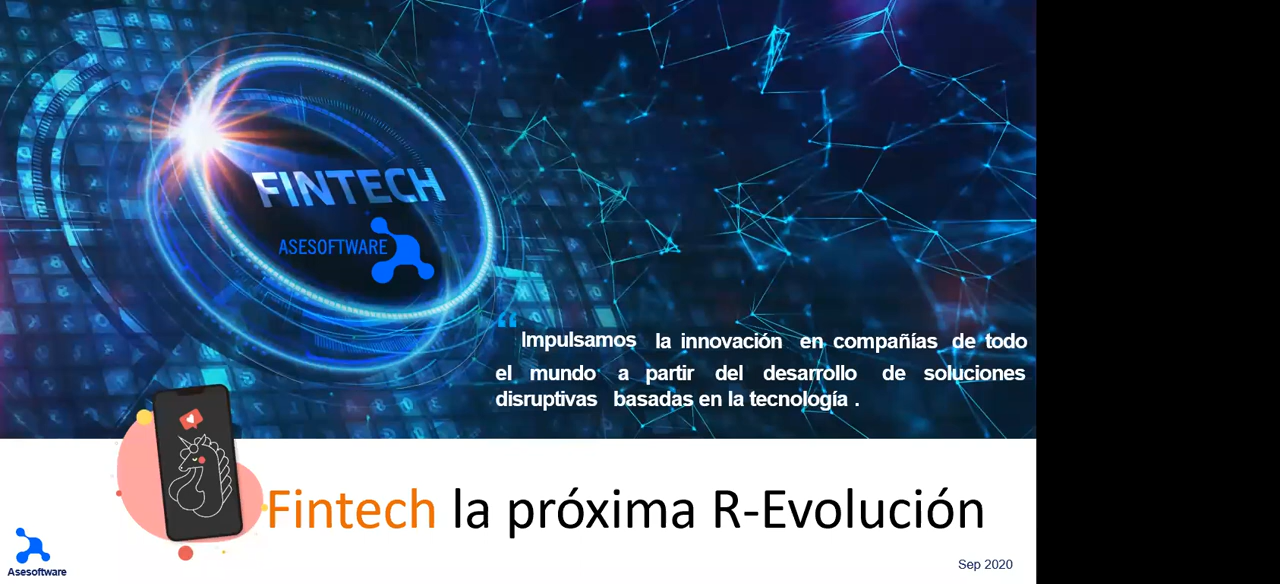 FINTECH
ASESOFTWARE
“
Impulsamos la innovación en compañías de todo
el mundo a partir del desarrollo de soluciones
disruptivas basadas en la tecnología .
Fintech la próxima R-Evolución
Sep 2020
Asesoftware